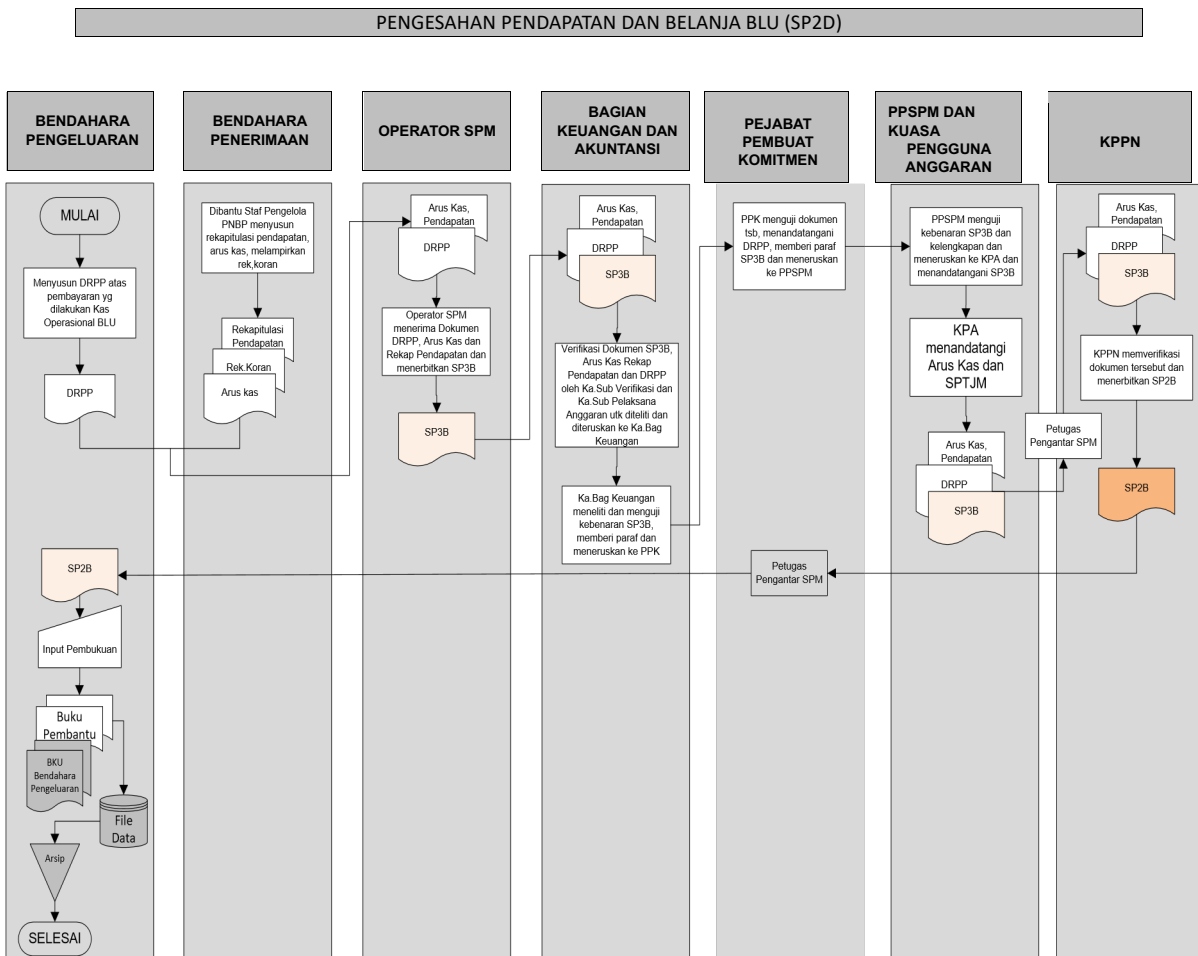 PENGESAHAN PENDAPATAN DAN BELANJA BLU (SP2D)
BENDAHARA
PENGELUARAN
BENDAHARA
PENERIMAAN
OPERATOR SPM
BAGIAN
KEUANGAN DAN
AKUNTANSI
PEJABAT
PEMBUAT
KOMITMEN
PPSPM DAN
KUASA
PENGGUNA
ANGGARAN
KPPN
MULAI
Menyusun DRPP atas
pembayaran yg
dilakukan Kas
Operasional BLU
DRPP
SP2B
Input Pembukuan
Buku
Pembantu
BKU
Bendahara
Pengeluaran
File
Data
Arsip
SELESAI
Dibantu Staf Pengelola
PNBP menyusun
rekapitulasi pendapatan,
arus kas, melampirkan
rek,koran
Rekapitulasi
Pendapatan
Rek.Koran
Arus kas
Arus Kas,
Pendapatan
DRPP
Operator SPM
menerima Dokumen
DRPP, Arus Kas dan
Rekap Pendapatan dan
menerbitkan SP3B
SP3B
Arus Kas,
Pendapatan
DRPP
SP3B
Verifikasi Dokumen SP3B,
Arus Kas Rekap
Pendapatan dan DRPP
oleh Ka.Sub Verifikasi dan
Ka.Sub Pelaksana
Anggaran utk diteliti dan
diteruskan ke Ka.Bag
Keuangan
Ka.Bag Keuangan
meneliti dan menguji
kebenaran SP3B,
memberi paraf dan
meneruskan ke PPK
PPK menguji dokumen
tsb, menandatangani
DRPP, memberi paraf
SP3B dan meneruskan
ke PPSPM
Petugas
Pengantar SPM
PPSPM menguji
kebenaran SP3B dan
kelengkapan dan
meneruskan ke KPA dan
menandatangani SP3B
KPA
menandatangi
Arus Kas dan
SPTJM
Arus Kas,
Pendapatan
DRPP
SP3B
Petugas
Pengantar SPM
Arus Kas,
Pendapatan
DRPP
SP3B
KPPN memverifikasi
dokumen tersebut dan
menerbitkan SP2B
SP2B